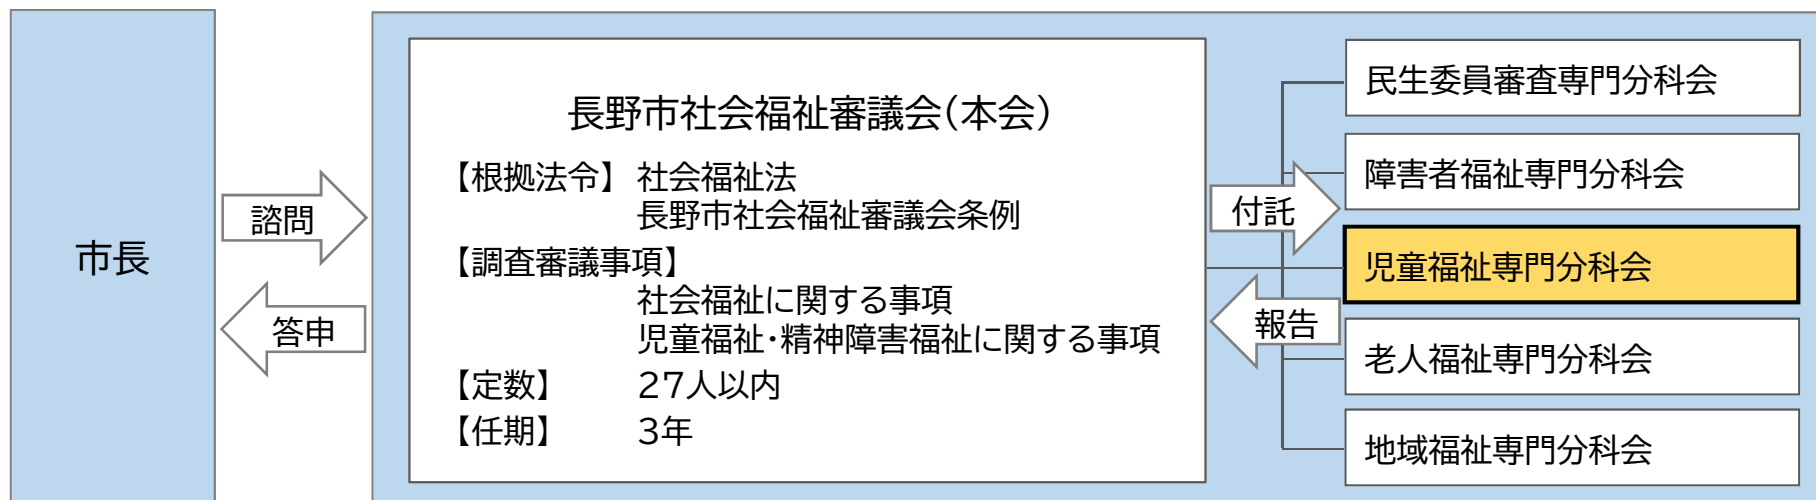 市長
諮問
答申
長野市社会福祉審議会(本会)
【根拠法令】 社会福祉法
長野市社会福祉審議会条例
【調査審議事項】
社会福祉に関する事項
児童福祉・精神障害福祉に関する事項
【定数】 27人以内
【任期】 3年
付託
報告
民生委員審査専門分科会
障害者福祉専門分科会
児童福祉専門分科会
老人福祉専門分科会
地域福祉専門分科会